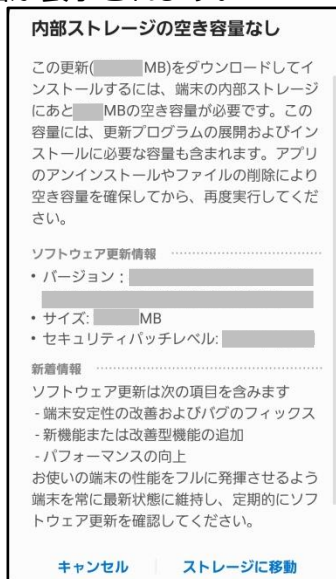 内部ストレージの空き容量なし
この更新( MB)をダウンロードしてイ
ンストールするには、端末の内部ストレージ
にあと MBの空き容量が必要です。この
容量には、更新プログラムの展開およびイン
ストールに必要な容量も含まれます。アプリ
のアンインストールやファイルの削除により
空き容量を確保してから、再度実行してくだ
さい。
ソフトウェア更新情報
・バージョン：
・サイズ: MB
・セキュリティパッチレベル:
新着情報
ソフトウェア更新は次の項目を含みます
- 端末安定性の改善およびバグのフィックス
- 新機能または改善型機能の追加
- パフォーマンスの向上
お使いの端末の性能をフルに発揮させるよう
端末を常に最新状態に維持し、定期的にソフ
トウェア更新を確認してください。
キャンセル ストレージに移動